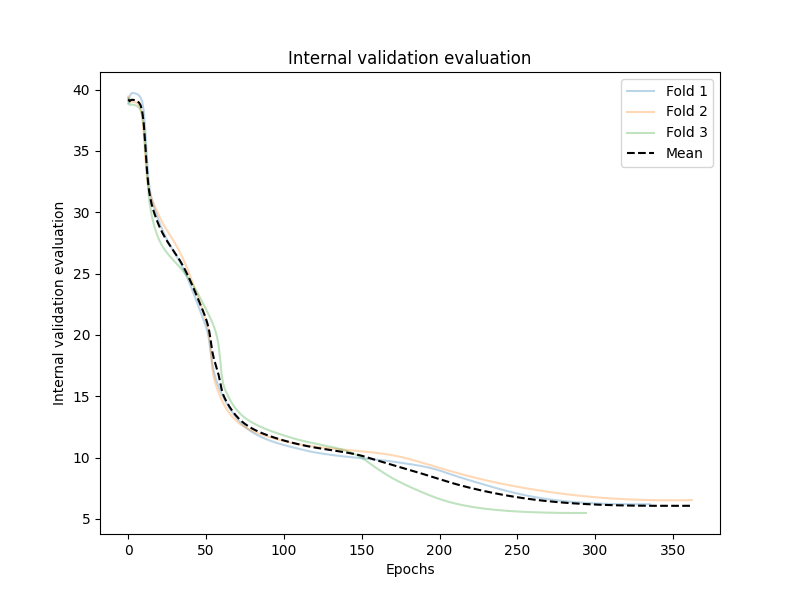 Internal validation evaluation
Fold 1
Fold 2
Fold 3
Mean
Internal validation evaluation
40
35
30
25
20
15
10
5
0 50 100 150 200 250 300 350
Epochs